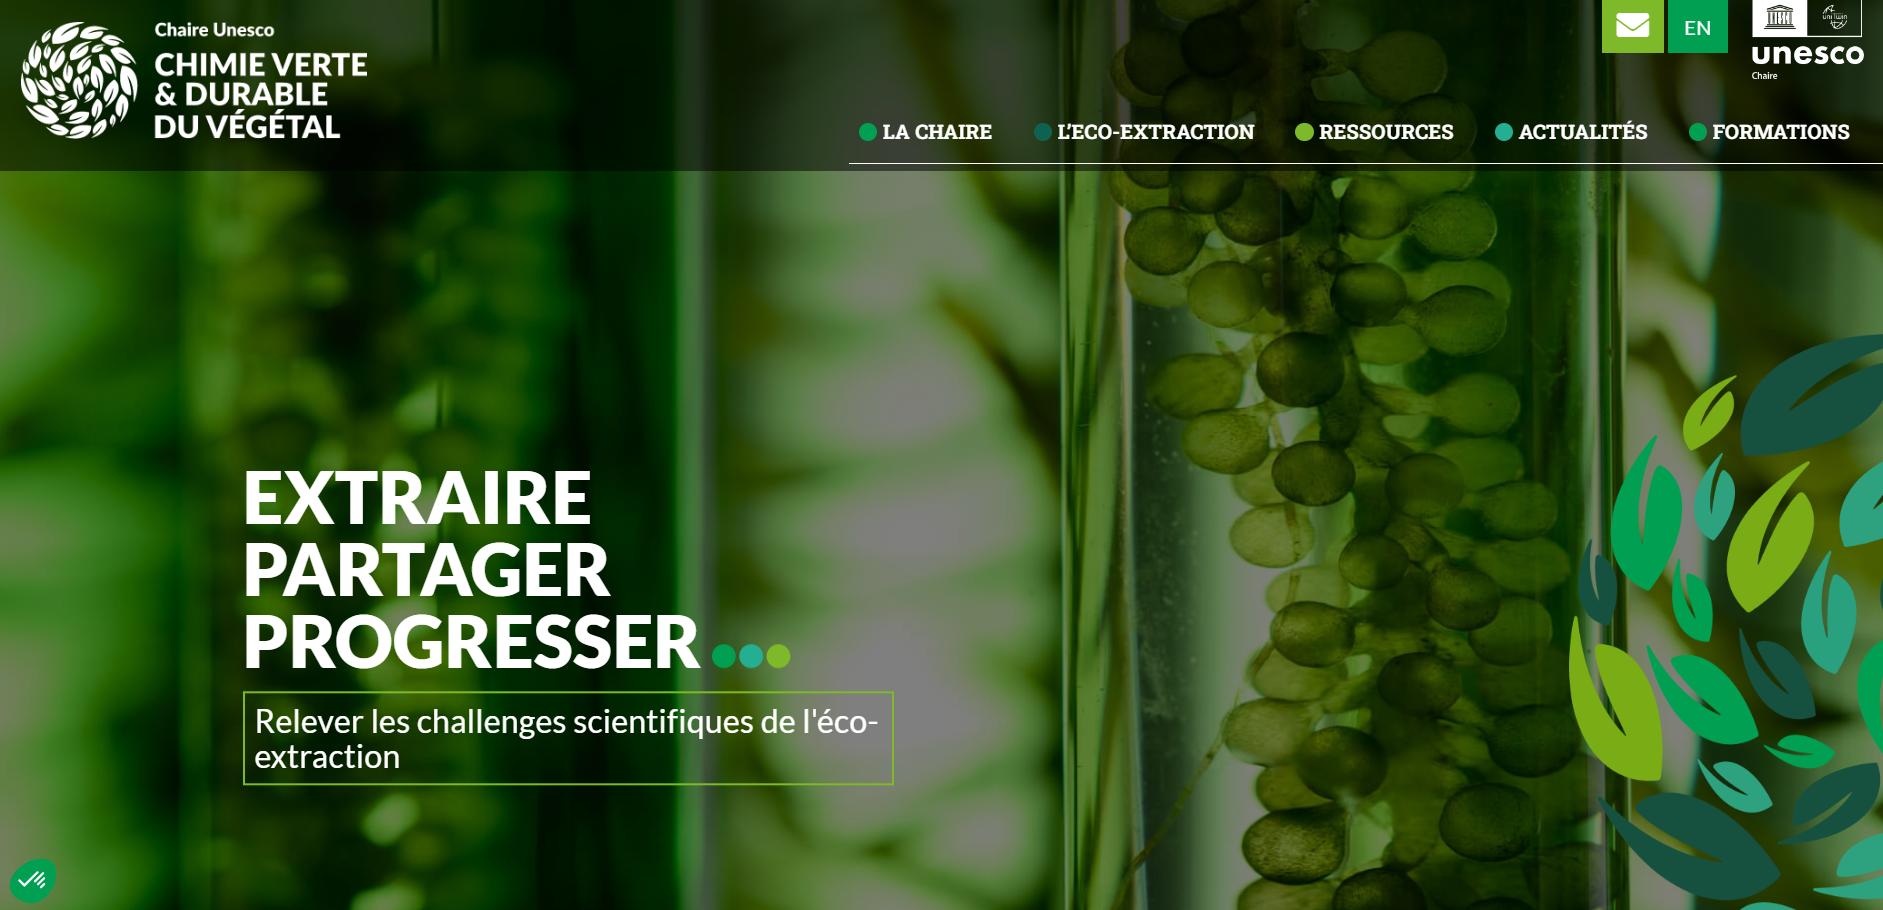 Chaire Unesco
CHIMIE VERTE
& DURABLE
DU VÉGÉTAL
EN
unesco
Chaire
LA CHAIRE
L’ECO-EXTRACTION
RESSOURCES
ACTUALITÉS
FORMATIONS
EXTRAIRE
PARTAGER
PROGRESSER
Relever les challenges scientifiques de l'éco-
extraction